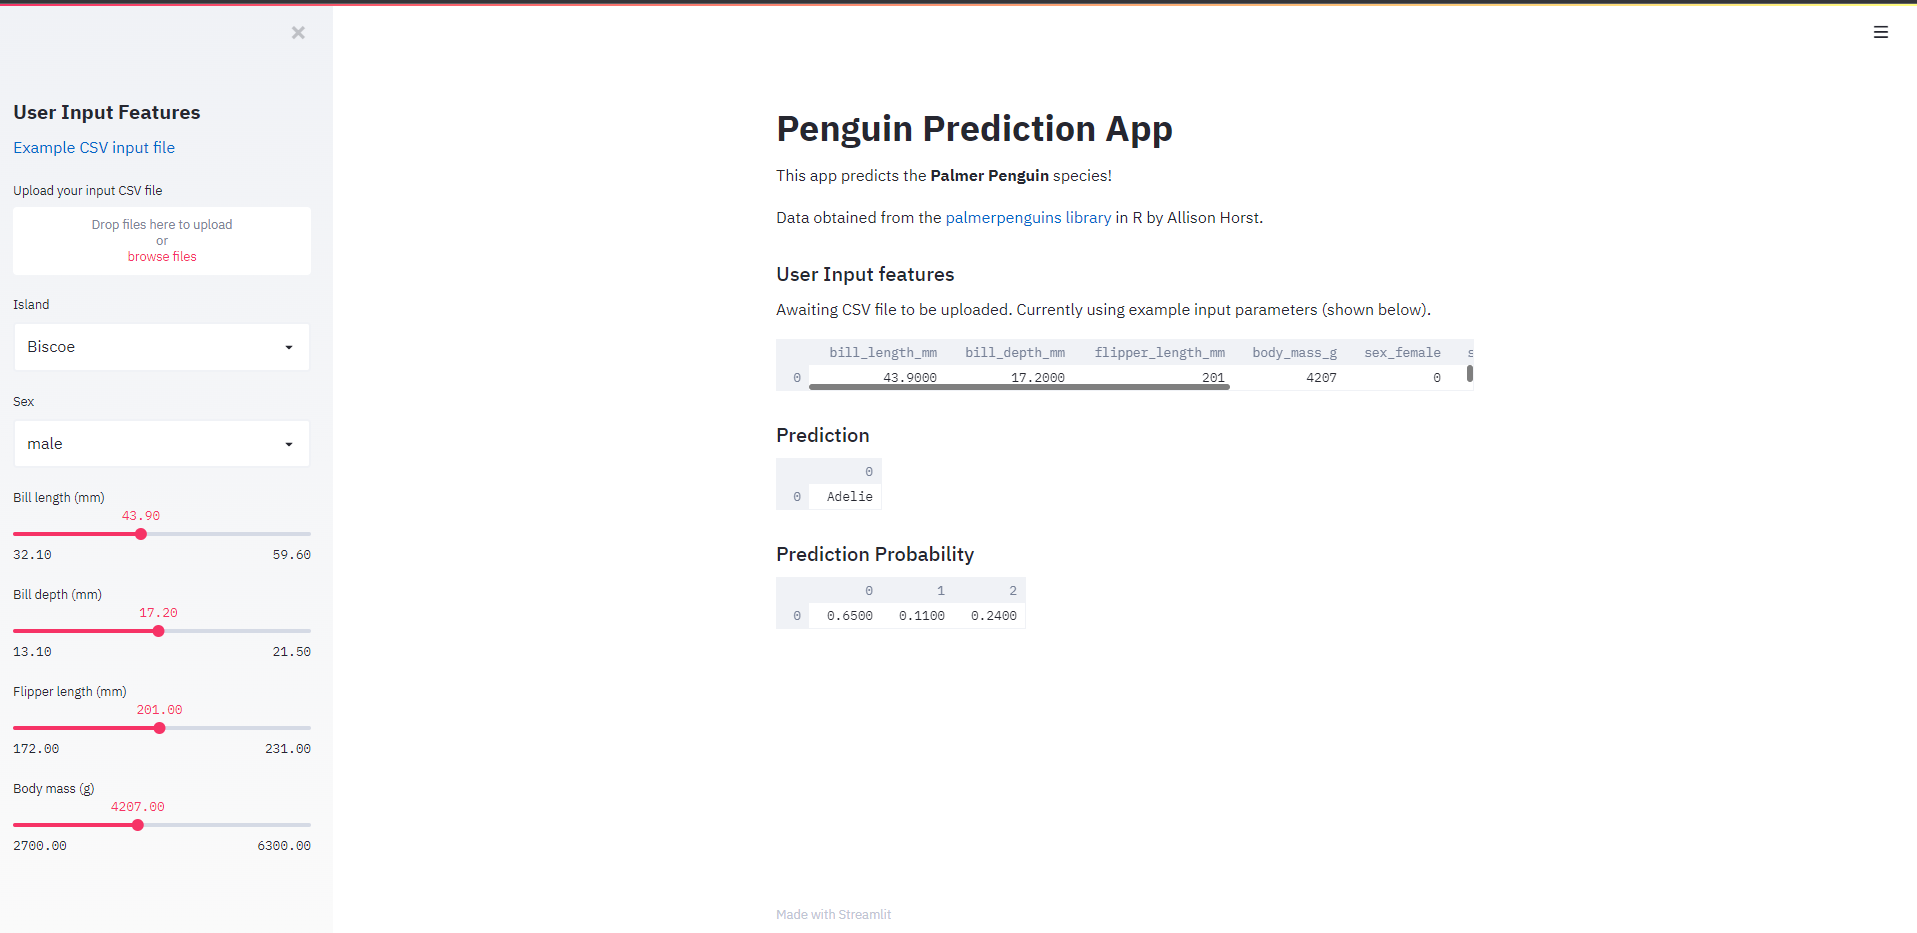 User Input Features
Example CSV input file
Upload your input CSV file
Drop files here to upload
or
browse files
Island
Biscoe
Sex
male
Bill length (mm)
43.90
32.10 59.60
Bill depth (mm)
17.20
13.10 21.50
Flipper length (mm)
201.00
172.00 231.00
Body mass (g)
4207.00
2700.00 6300.00
Penguin Prediction App
This app predicts the Palmer Penguin species!
Data obtained from the palmerpenguins library in R by Allison Horst.
User Input features
Awaiting CSV file to be uploaded. Currently using example input parameters (shown below).
bill_length_mm bill_depth_mm flipper_length_mm body_mass_g sex_female s
0 43.9000 17.2000 201 4207 0
Prediction
0
0 Adelie
Prediction Probability
0 1 2
0 0.6500 0.1100 0.2400
Made with Streamlit